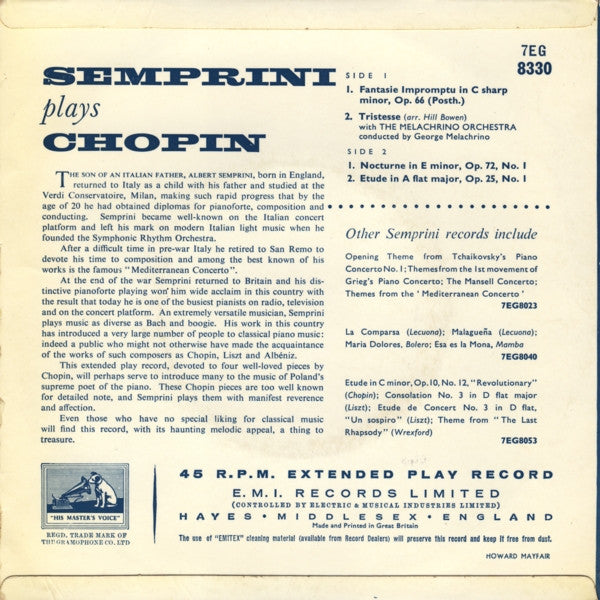 7EG
8330
SEMPRINI
plays
CHOPIN
SIDE 1
1. Fantasie Impromptu in C sharp
minor, Op. 66 (Posth.)
2. Tristesse (arr. Hill Bowen)
with THE MELACHRINO ORCHESTRA
conducted by George Melachrino
SIDE 2
1. Nocturne in E minor, Op. 72, No. 1
2. Etude in A flat major, Op. 25, No. 1
THE SON OF AN ITALIAN FATHER, ALBERT SEMPRINI, born in England,
returned to Italy as a child with his father and studied at the
Verdi Conservatoire, Milan, making such rapid progress that by the
age of 20 he had obtained diplomas for pianoforte, composition and
conducting. Semprini became well-known on the Italian concert
platform and left his mark on modern Italian light music when he
founded the Symphonic Rhythm Orchestra.
After a difficult time in pre-war Italy he retired to San Remo to
devote his time to composition and among the best known of his
works is the famous "Mediterranean Concerto".
At the end of the war Semprini returned to Britain and his dis-
tinctive pianoforte playing won him wide acclaim in this country with
the result that today he is one of the busiest pianists on radio, television
and on the concert platform. An extremely versatile musician, Semprini
plays music as diverse as Bach and boogie. His work in this country
has introduced a very large number of people to classical piano music:
indeed a public who might not otherwise have made the acquaintance
of the works of such composers as Chopin, Liszt and Albéniz.
This extended play record, devoted to four well-loved pieces by
Chopin, will perhaps serve to introduce many to the music of Poland's
supreme poet of the piano. These Chopin pieces are too well known
for detailed note, and Semprini plays them with manifest reverence
and affection.
Even those who have no special liking for classical music
will find this record, with its haunting melodic appeal, a thing to
treasure.
Other Semprini records include
Opening Theme from Tchaikovsky's Piano
Concerto No. 1; Themes from the 1st movement of
Grieg's Piano Concerto; The Mansell Concerto;
Themes from the 'Mediterranean Concerto'
7EG8023
La Comparsa (Lecuona); Malagueña (Lecuona);
Maria Dolores, Bolero; Esa es la Mona, Mamba
7EG8040
Etude in C minor, Op. 10, No. 12, "Revolutionary"
(Chopin); Consolation No. 3 in D flat major
(Liszt); Etude de Concert No. 3 in D flat,
"Un sospiro" (Liszt); Theme from "The Last
Rhapsody" (Wrexford)
7EG8053
"HIS MASTER'S VOICE"
REGD. TRADE MARK OF
THE GRAMOPHONE CO. LTD
45 R.P.M. EXTENDED PLAY RECORD
E.M.I. RECORDS LIMITED
(CONTROLLED BY ELECTRIC & MUSICAL INDUSTRIES LIMITED)
HAYES • MIDDLESEX • ENGLAND
Made and Printed in Great Britain
The use of "EMITEX" cleaning material (available from Record Dealers) will preserve this record and keep it free from dust.
HOWARD MAYFAIR